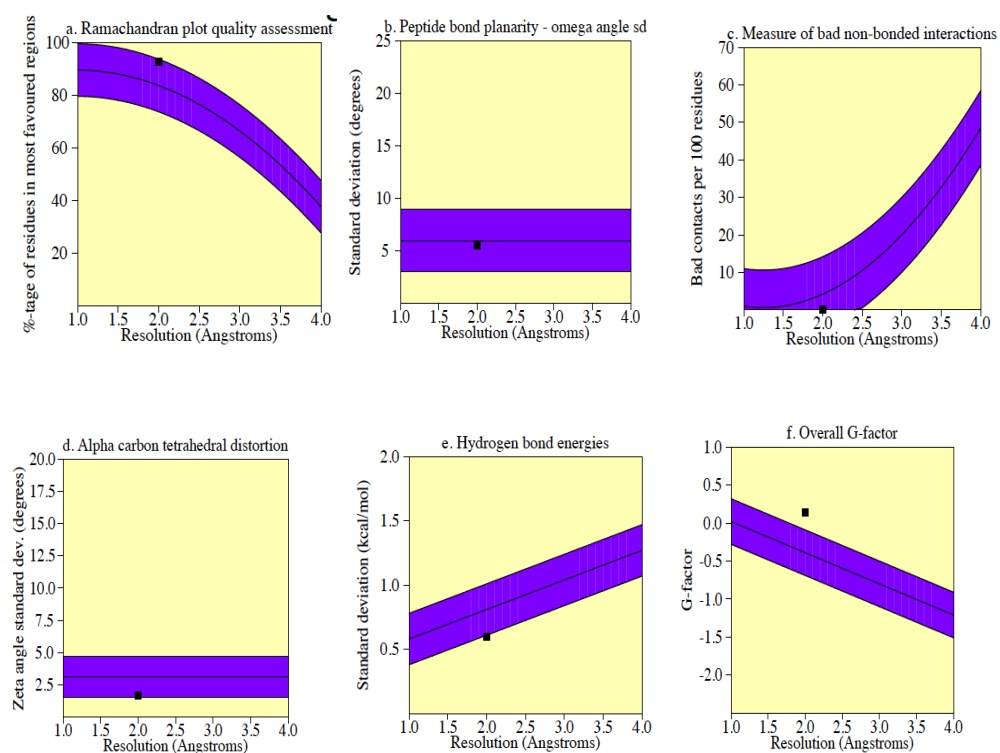 a. Ramachandran plot quality assessment
%-tage of residues in most favoured regions
100
80
60
40
20
1.0 1.5 2.0 2.5 3.0 3.5 4.0
Resolution (Angstroms)
b. Peptide bond planarity - omega angle sd
Standard deviation (degrees)
25
20
15
10
5
1.0 1.5 2.0 2.5 3.0 3.5 4.0
Resolution (Angstroms)
c. Measure of bad non-bonded interactions
Bad contacts per 100 residues
70
60
50
40
30
20
10
1.0 1.5 2.0 2.5 3.0 3.5 4.0
Resolution (Angstroms)
d. Alpha carbon tetrahedral distortion
Zeta angle standard dev. (degrees)
20.0
17.5
15.0
12.5
10.0
7.5
5.0
2.5
1.0 1.5 2.0 2.5 3.0 3.5 4.0
Resolution (Angstroms)
e. Hydrogen bond energies
Standard deviation (kcal/mol)
2.0
1.5
1.0
0.5
1.0 1.5 2.0 2.5 3.0 3.5 4.0
Resolution (Angstroms)
f. Overall G-factor
G-factor
1.0
0.5
0.0
-0.5
-1.0
-1.5
-2.0
1.0 1.5 2.0 2.5 3.0 3.5 4.0
Resolution (Angstroms)